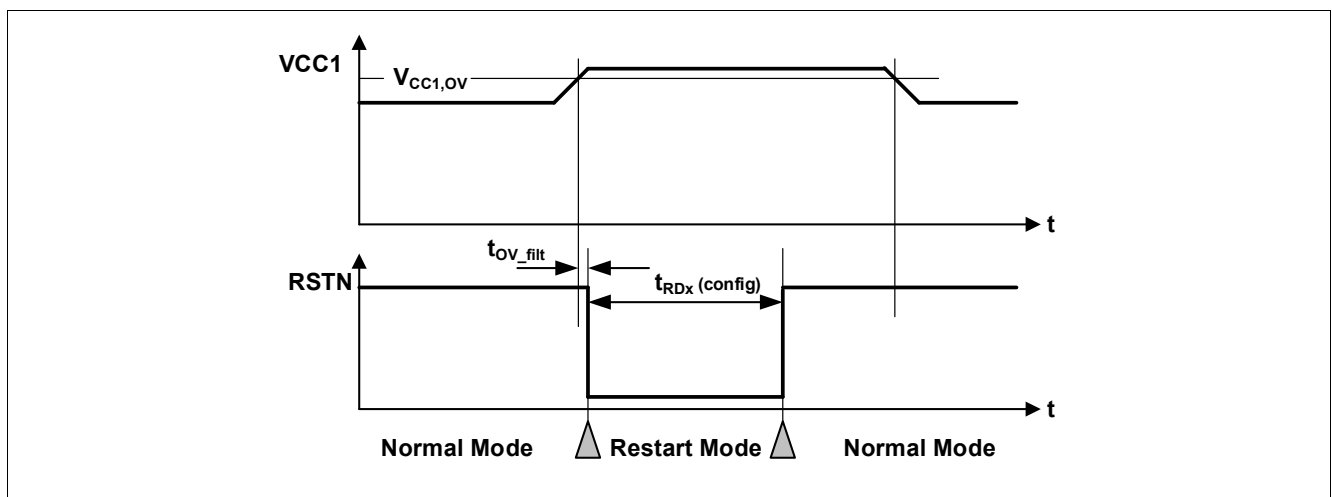 VCC1
VCC1,OV
t
tOV_filt
tRDx (config)
RSTN
t
Normal Mode
Restart Mode
Normal Mode